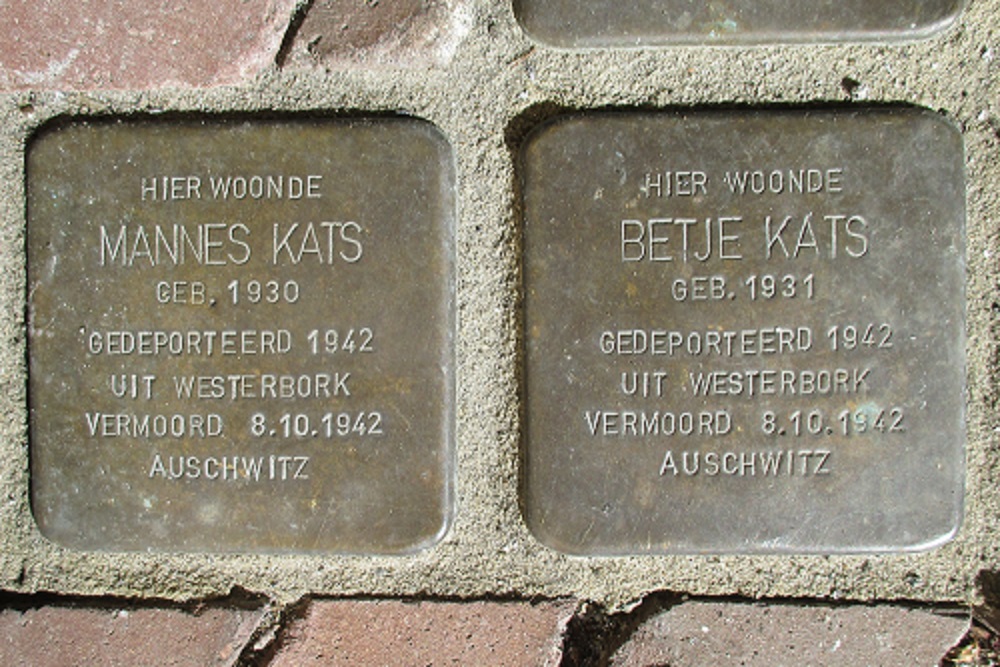 HIER WOONDE
MANNES KATS
GEB. 1930
GEDEPORTEERD 1942
UIT WESTERBORK
VERMOORD 8.10.1942
AUSCHWITZ
HIER WOONDE
BETJE KATS
GEB. 1931
GEDEPORTEERD 1942
UIT WESTERBORK
VERMOORD 8.10.1942
AUSCHWITZ